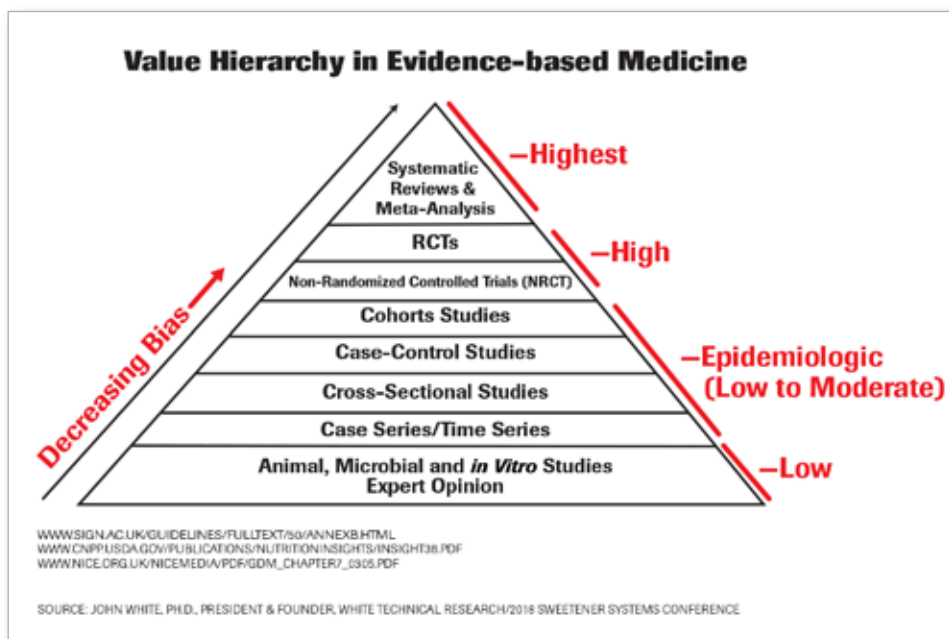 Value Hierarchy in Evidence-based Medicine
Systematic
Reviews &
Meta-Analysis
RCTs
Non-Randomized Controlled Trials (NRCT)
Cohorts Studies
Case-Control Studies
Cross-Sectional Studies
Case Series/Time Series
Animal, Microbial and in Vitro Studies
Expert Opinion
Decreasing Bias
–Highest
–High
–Epidemiologic
(Low to Moderate)
–Low
WWW.SIGN.AC.UK/GUIDELINES/FULLTEXT/50/ANNEXB.HTML
WWW.CNPP.USDA.GOV/PUBLICATIONS/NUTRITIONINSIGHTS/INSIGHT38.PDF
WWW.NICE.ORG.UK/NICEMEDIA/PDF/GDM_CHAPTER7_0305.PDF
SOURCE: JOHN WHITE, PH.D., PRESIDENT & FOUNDER, WHITE TECHNICAL RESEARCH/2018 SWEETENER SYSTEMS CONFERENCE